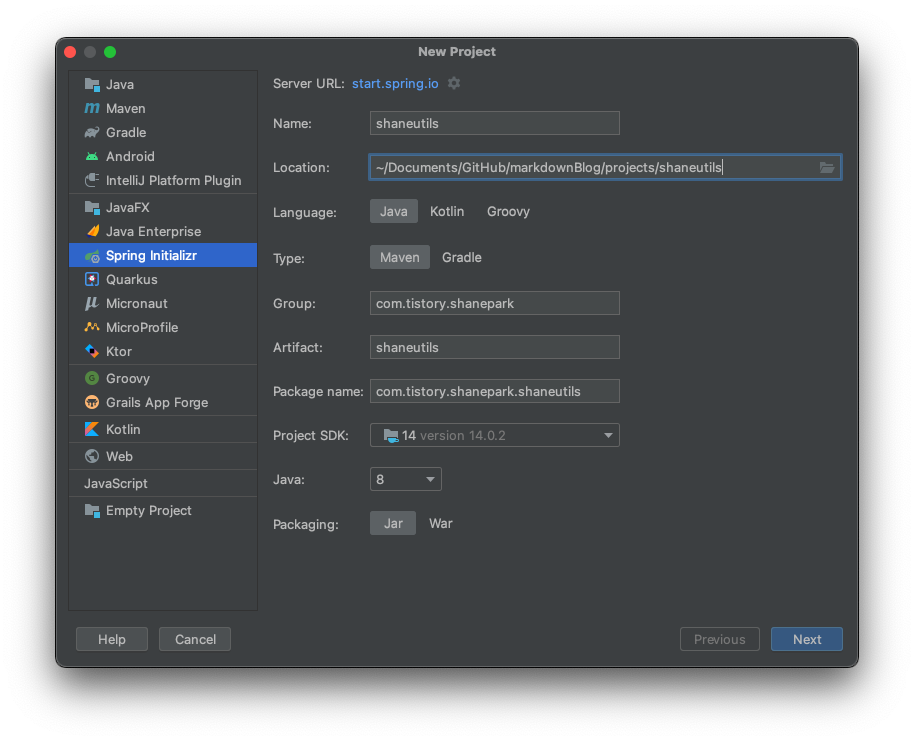 New Project
Java
Maven
Gradle
Android
IntelliJ Platform Plugin
JavaFX
Java Enterprise
Spring Initializr
Quarkus
Micronaut
MicroProfile
Ktor
Groovy
Grails App Forge
Kotlin
Web
JavaScript
Empty Project
Server URL: start.spring.io
Name: shaneutils
Location: ~/Documents/GitHub/markdownBlog/projects/shaneutils
Language: Java Kotlin Groovy
Type: Maven Gradle
Group: com.tistory.shanepark
Artifact: shaneutils
Package name: com.tistory.shanepark.shaneutils
Project SDK: 14 version 14.0.2
Java: 8
Packaging: Jar War
Help Cancel Previous Next